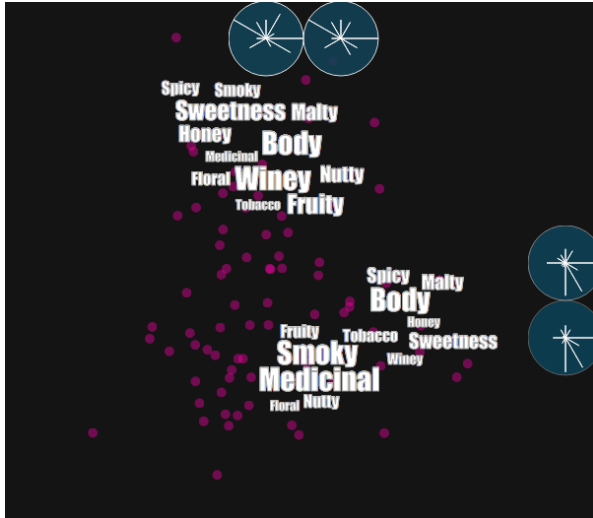 Spicy Smoky
Sweetness Malty
Honey
Body
Medicinal
Floral Winey Nutty
Tobacco Fruity
Spicy Malty
Body
Honey
Fruity Tobacco Sweetness
Smoky
Winey
Medicinal
Floral Nutty